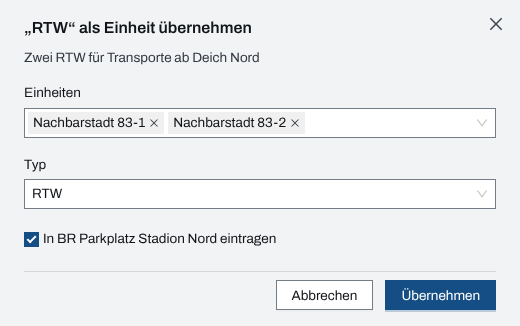 „RTW“ als Einheit übernehmen
Zwei RTW für Transporte ab Deich Nord
Einheiten
Nachbarstadt 83-1 Nachbarstadt 83-2
Typ
RTW
In BR Parkplatz Stadion Nord eintragen
Abbrechen Übernehmen